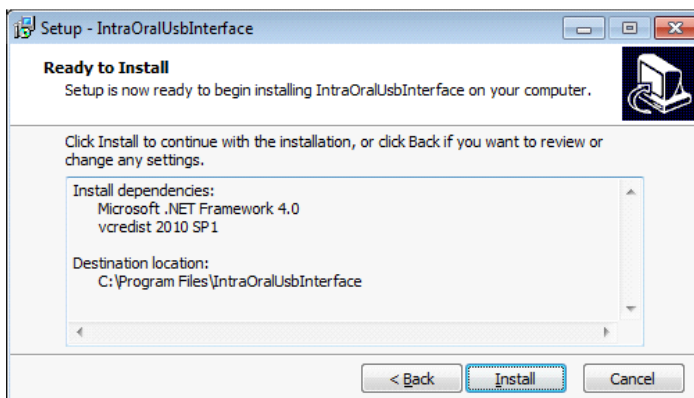 Setup - IntraOralUsbInterface
Ready to Install
Setup is now ready to begin installing IntraOralUsbInterface on your computer.
Click Install to continue with the installation, or click Back if you want to review or
change any settings.
Install dependencies:
Microsoft .NET Framework 4.0
vcredist 2010 SP1
Destination location:
C:\Program Files\IntraOralUsbInterface
< Back
Install
Cancel